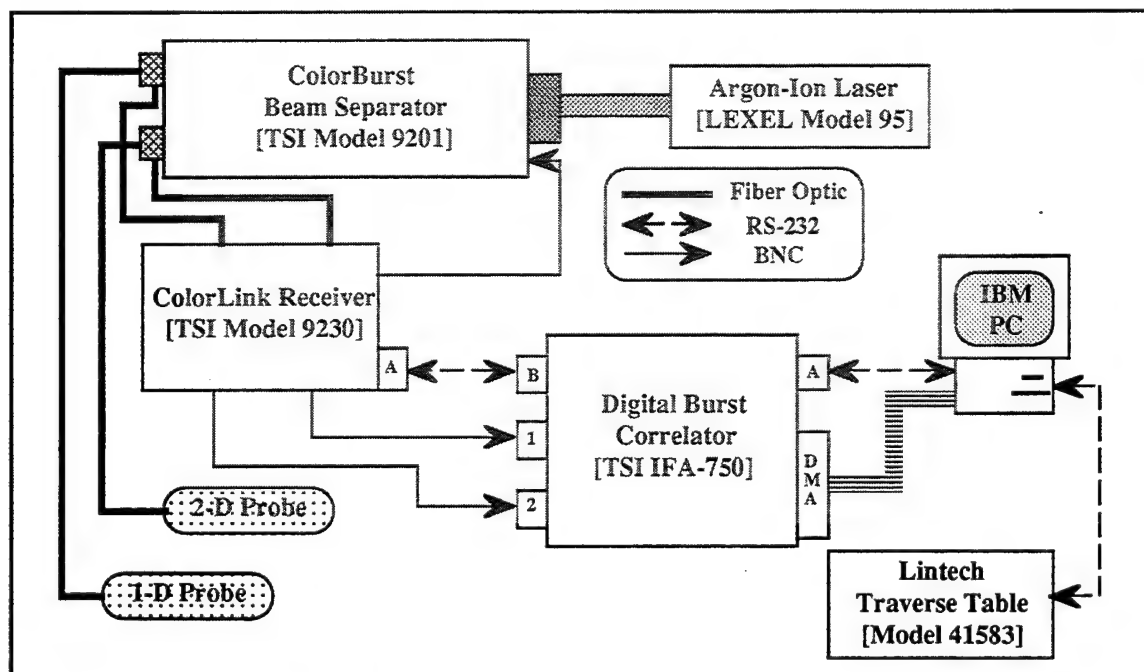 ColorBurst
Beam Separator
[TSI Model 9201]
Argon-Ion Laser
[LEXEL Model 95]
Fiber Optic
RS-232
BNC
ColorLink Receiver
[TSI Model 9230]
A
IBM
PC
B
1
2
Digital Burst
Correlator
[TSI IFA-750]
A
DMA
2-D Probe
1-D Probe
Lintech
Traverse Table
[Model 41583]